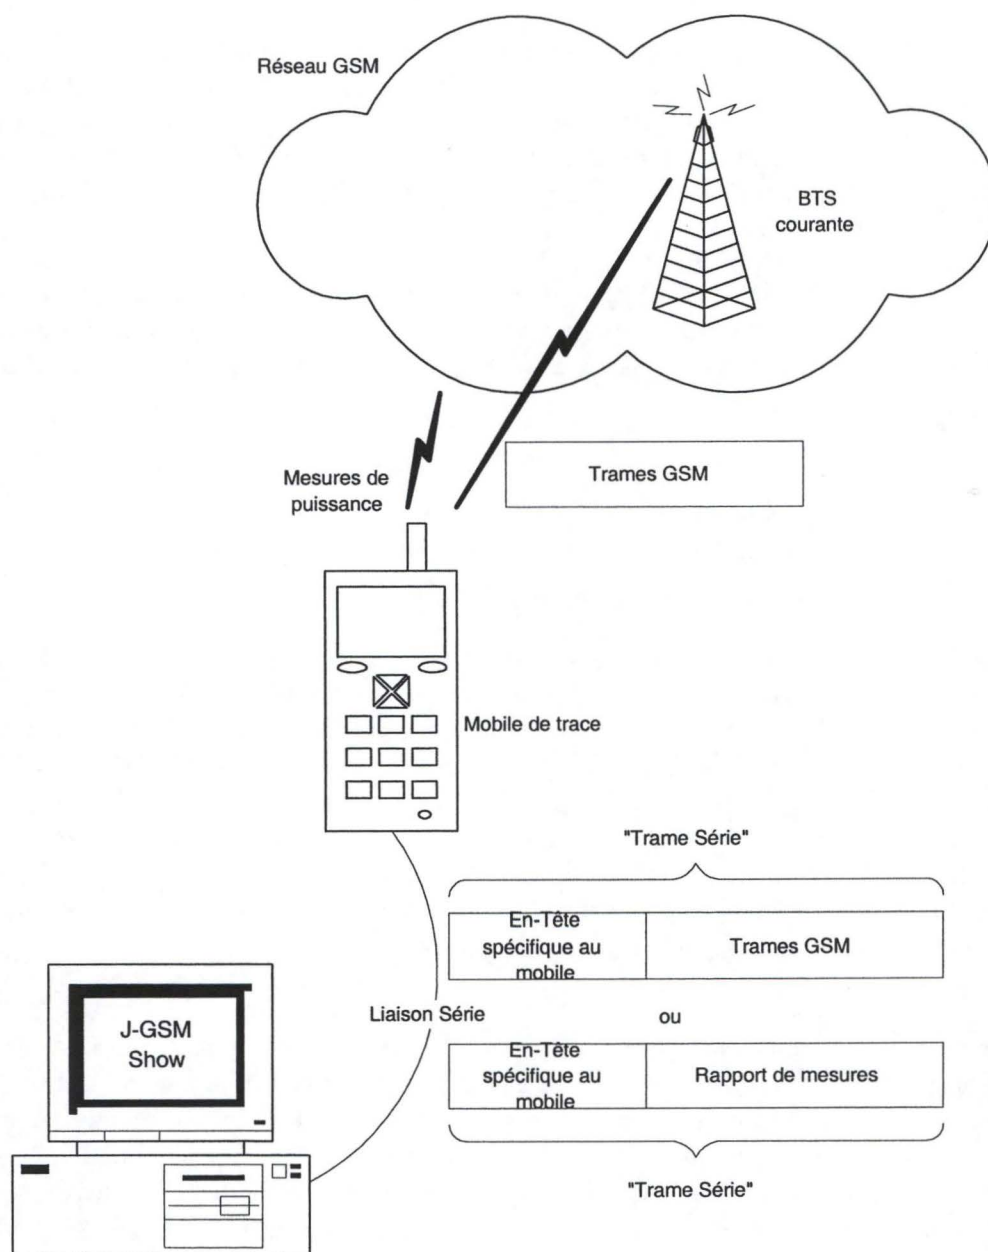 Réseau GSM
BTS
courante
Trames GSM
Mesures de
puissance
Mobile de trace
"Trame Série"
En-Tête
spécifique au
mobile
Trames GSM
J-GSM
Show
Liaison Série
ou
En-Tête
spécifique au
mobile
Rapport de mesures
"Trame Série"